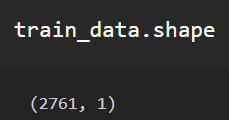 train_data.shape
(2761, 1)